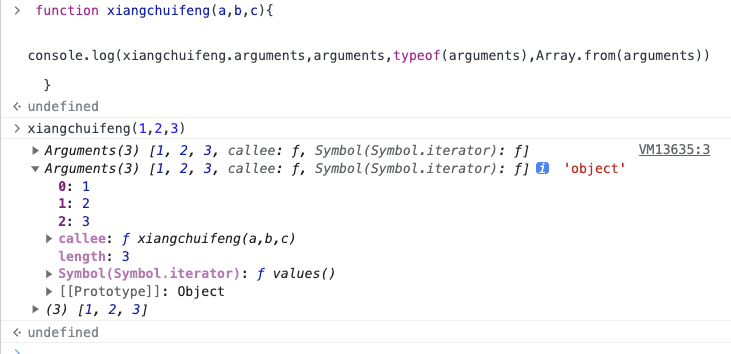 function xiangchuifeng(a,b,c){
console.log(xiangchuifeng.arguments,arguments,typeof(arguments),Array.from(arguments))
}
undefined
xiangchuifeng(1,2,3)
Arguments(3) [1, 2, 3, callee: ƒ, Symbol(Symbol.iterator): ƒ] VM13635:3
Arguments(3) [1, 2, 3, callee: ƒ, Symbol(Symbol.iterator): ƒ] i 'object'
0: 1
1: 2
2: 3
callee: ƒ xiangchuifeng(a,b,c)
length: 3
Symbol(Symbol.iterator): ƒ values()
[[Prototype]]: Object
(3) [1, 2, 3]
undefined